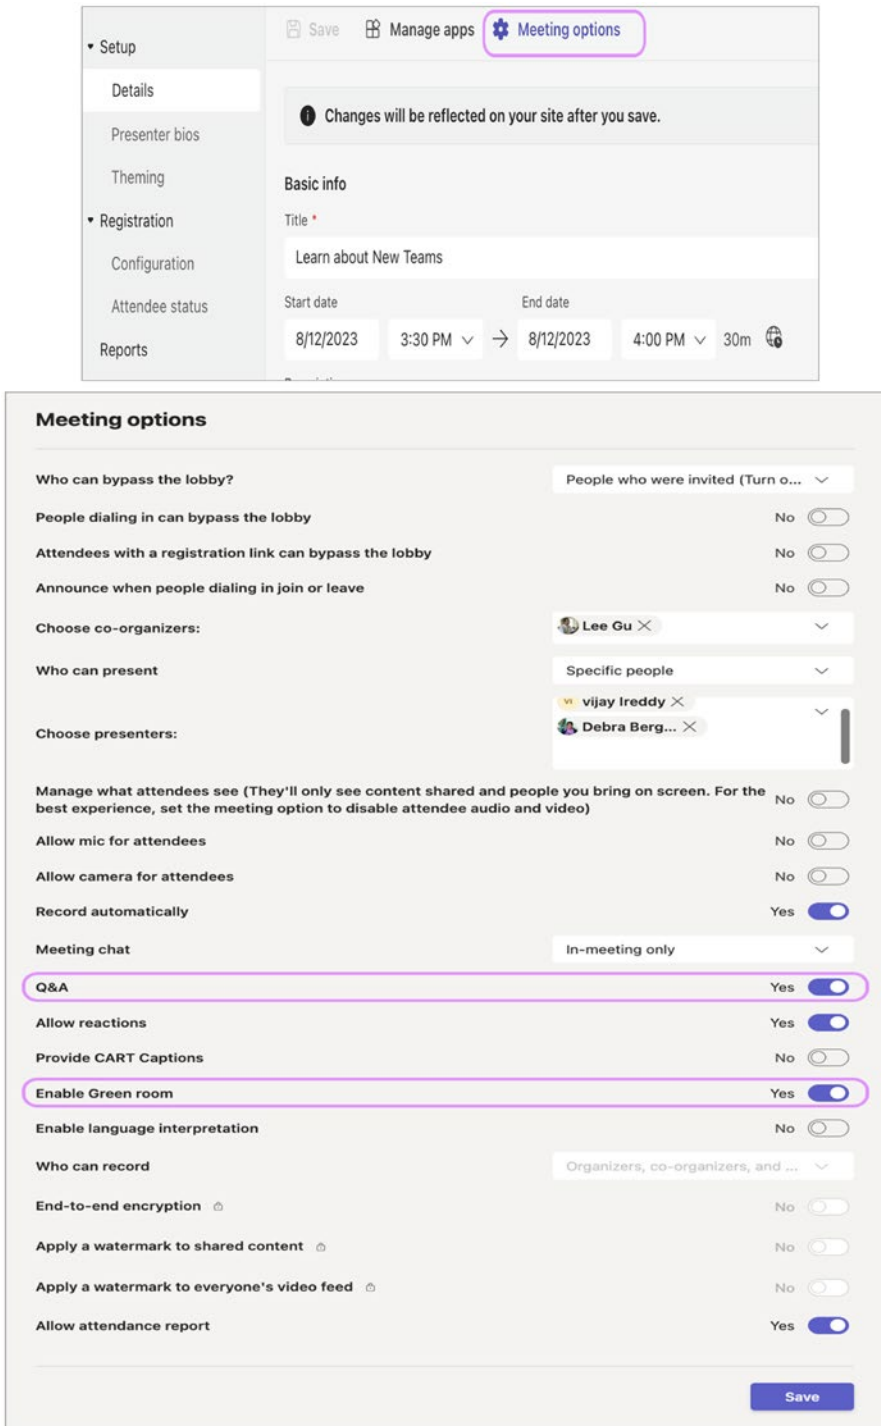 Save
Manage apps
Meeting options
Setup
Details
Presenter bios
Theming
Registration
Configuration
Attendee status
Reports
Changes will be reflected on your site after you save.
Basic info
Title *
Learn about New Teams
Start date
End date
8/12/2023
3:30 PM
→
8/12/2023
4:00 PM
30m
Meeting options
Who can bypass the lobby?
People who were invited (Turn o...
People dialing in can bypass the lobby
No
Attendees with a registration link can bypass the lobby
No
Announce when people dialing in join or leave
No
Choose co-organizers:
Lee Gu
Who can present
Specific people
Choose presenters:
VI vijay Ireddy
Debra Berg...
Manage what attendees see (They'll only see content shared and people you bring on screen. For the
best experience, set the meeting option to disable attendee audio and video)
No
Allow mic for attendees
No
Allow camera for attendees
No
Record automatically
Yes
Meeting chat
In-meeting only
Q&A
Yes
Allow reactions
Yes
Provide CART Captions
No
Enable Green room
Yes
Enable language interpretation
No
Who can record
Organizers, co-organizers, and ...
End-to-end encryption
No
Apply a watermark to shared content
No
Apply a watermark to everyone's video feed
No
Allow attendance report
Yes
Save